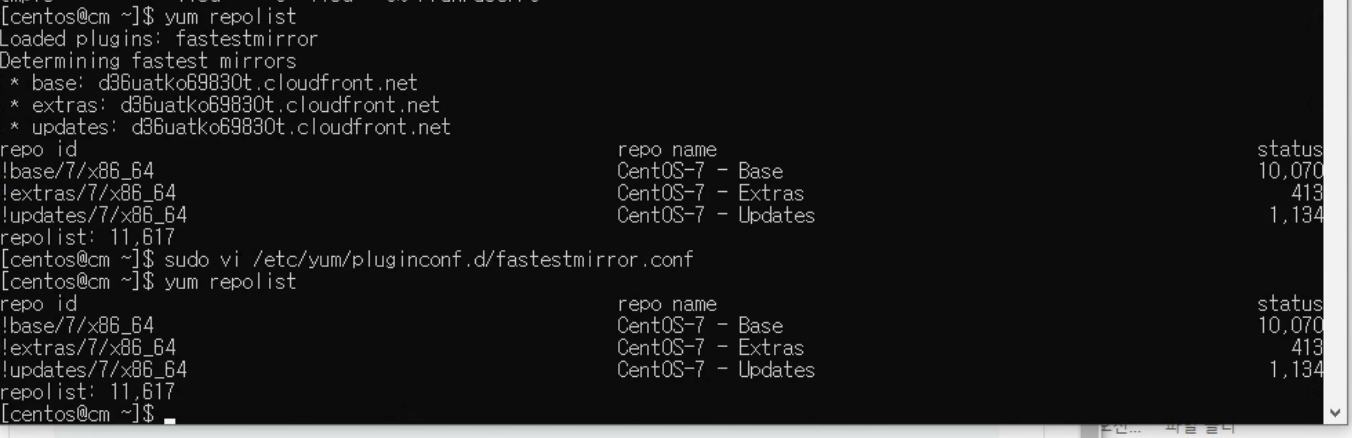 [centos@cm ~]$ yum repolist
Loaded plugins: fastestmirror
Determining fastest mirrors
 * base: d36uatko69830t.cloudfront.net
 * extras: d36uatko69830t.cloudfront.net
 * updates: d36uatko69830t.cloudfront.net
repo id repo name status
!base/7/x86_64 CentOS-7 - Base 10,070
!extras/7/x86_64 CentOS-7 - Extras 413
!updates/7/x86_64 CentOS-7 - Updates 1,134
repolist: 11,617
[centos@cm ~]$ sudo vi /etc/yum/pluginconf.d/fastestmirror.conf
[centos@cm ~]$ yum repolist
repo id repo name status
!base/7/x86_64 CentOS-7 - Base 10,070
!extras/7/x86_64 CentOS-7 - Extras 413
!updates/7/x86_64 CentOS-7 - Updates 1,134
repolist: 11,617
[centos@cm ~]$